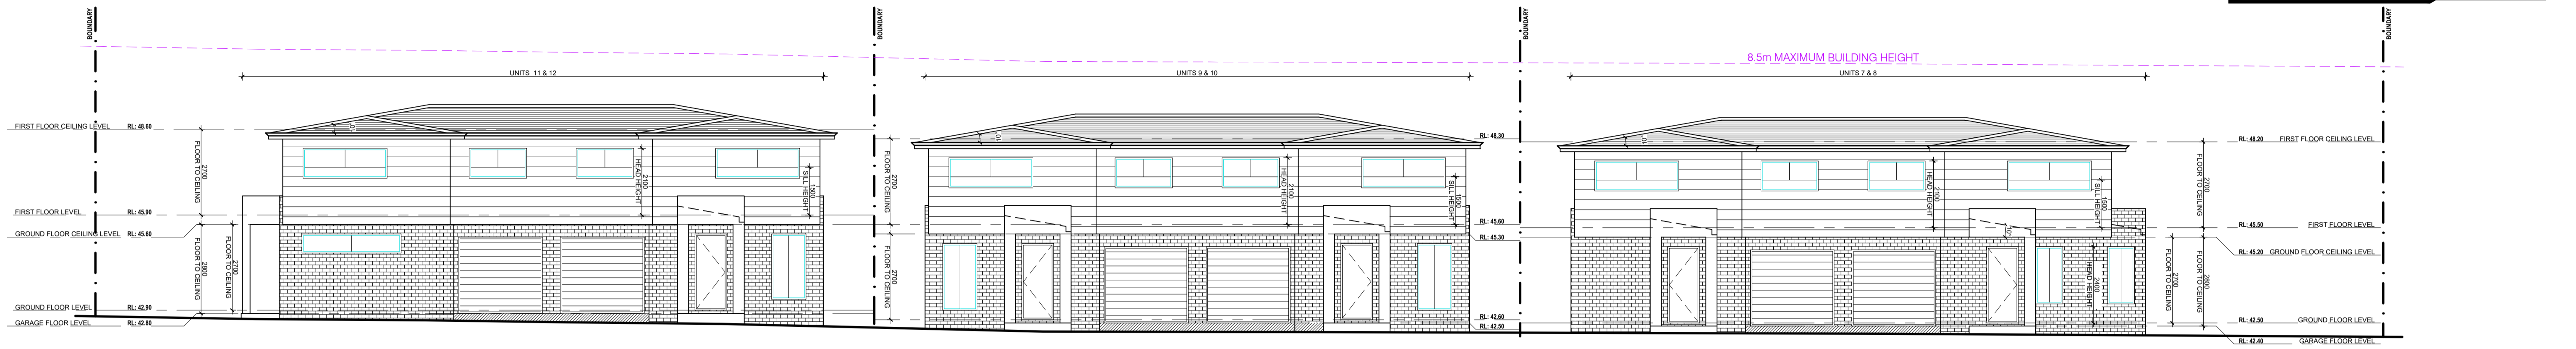 BOUNDARY
BOUNDARY
BOUNDARY
BOUNDARY
8.5m MAXIMUM BUILDING HEIGHT
UNITS 11 & 12
UNITS 9 & 10
UNITS 7 & 8
FIRST FLOOR CEILING LEVEL RL: 48.60
FIRST FLOOR LEVEL RL: 45.90
GROUND FLOOR CEILING LEVEL RL: 45.60
GROUND FLOOR LEVEL RL: 42.90
GARAGE FLOOR LEVEL RL: 42.80
2700
FLOOR TO CEILING
2800
FLOOR TO CEILING
2700
FLOOR TO CEILING
10°
2100
HEAD HEIGHT
1500
SILL HEIGHT
2700
FLOOR TO CEILING
2700
FLOOR TO CEILING
10°
2100
HEAD HEIGHT
1500
SILL HEIGHT
RL: 48.30
RL: 45.60
RL: 45.30
RL: 42.60
RL: 42.50
10°
2100
HEAD HEIGHT
1500
SILL HEIGHT
10°
2400
HEAD HEIGHT
2700
FLOOR TO CEILING
2700
FLOOR TO CEILING
2800
FLOOR TO CEILING
RL: 48.20 FIRST FLOOR CEILING LEVEL
RL: 45.50 FIRST FLOOR LEVEL
RL: 45.20 GROUND FLOOR CEILING LEVEL
RL: 42.50 GROUND FLOOR LEVEL
RL: 42.40 GARAGE FLOOR LEVEL